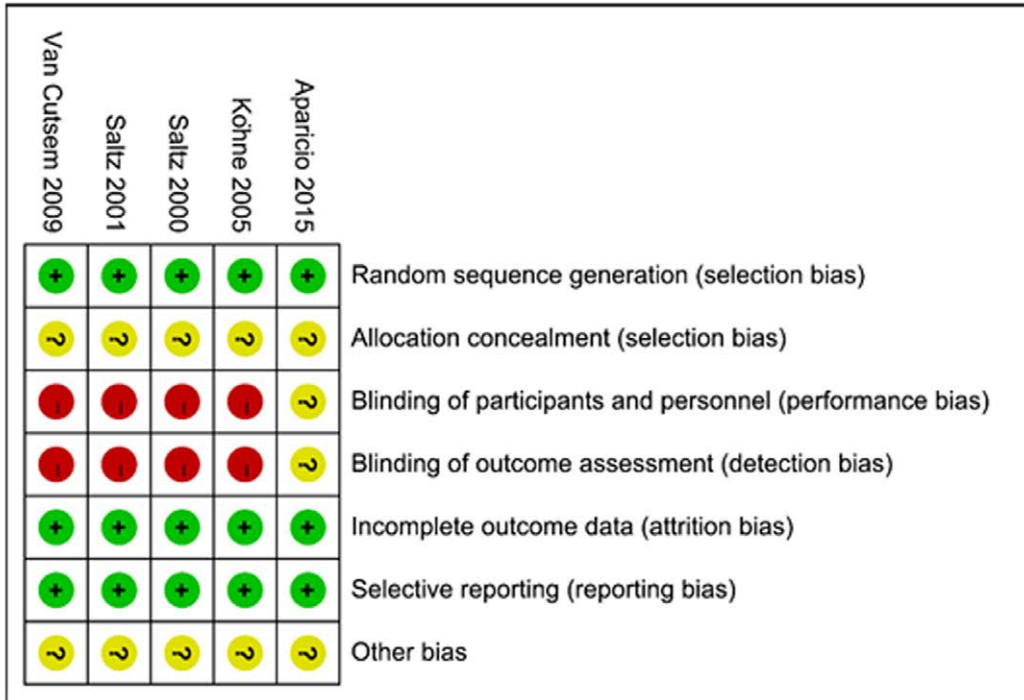 Van Cutsem 2009
Saltz 2001
Saltz 2000
Köhne 2005
Aparicio 2015
+ + + + + Random sequence generation (selection bias)
? ? ? ? ? Allocation concealment (selection bias)
– – – – ? Blinding of participants and personnel (performance bias)
– – – – ? Blinding of outcome assessment (detection bias)
+ + + + + Incomplete outcome data (attrition bias)
+ + + + + Selective reporting (reporting bias)
? ? ? ? ? Other bias